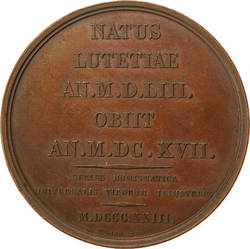 NATUS
LUTETIAE
AN.M.D.LIII.
OBIIT
AN.M.DC.XVII.
SERIES NUMISMATICA
UNIVERSALIS VIRORUM ILLUSTRIUM
M.DCCC.XXIII